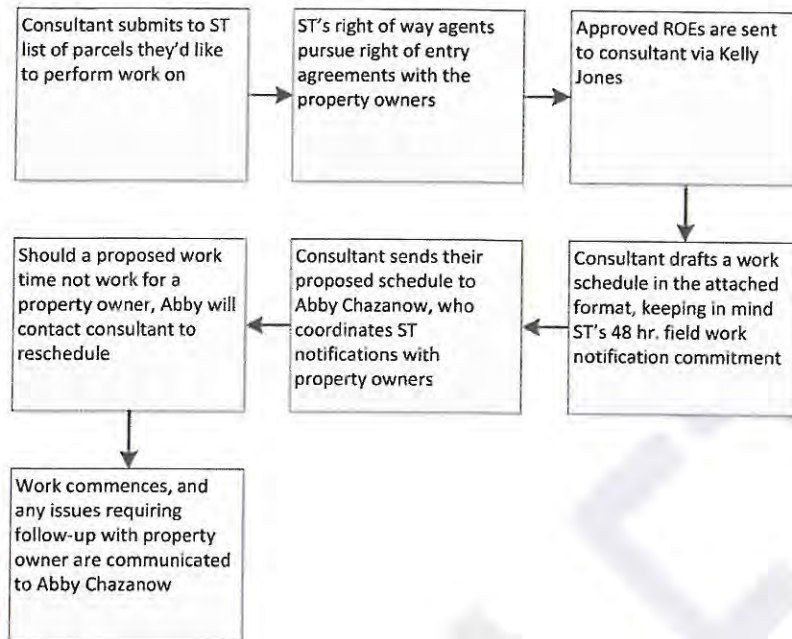 Consultant submits to ST
list of parcels they'd like
to perform work on
ST's right of way agents
pursue right of entry
agreements with the
property owners
Approved ROEs are sent
to consultant via Kelly
Jones
Consultant drafts a work
schedule in the attached
format, keeping in mind
ST's 48 hr. field work
notification commitment
Consultant sends their
proposed schedule to
Abby Chazanow, who
coordinates ST
notifications with
property owners
Should a proposed work
time not work for a
property owner, Abby will
contact consultant to
reschedule
Work commences, and
any issues requiring
follow-up with property
owner are communicated
to Abby Chazanow